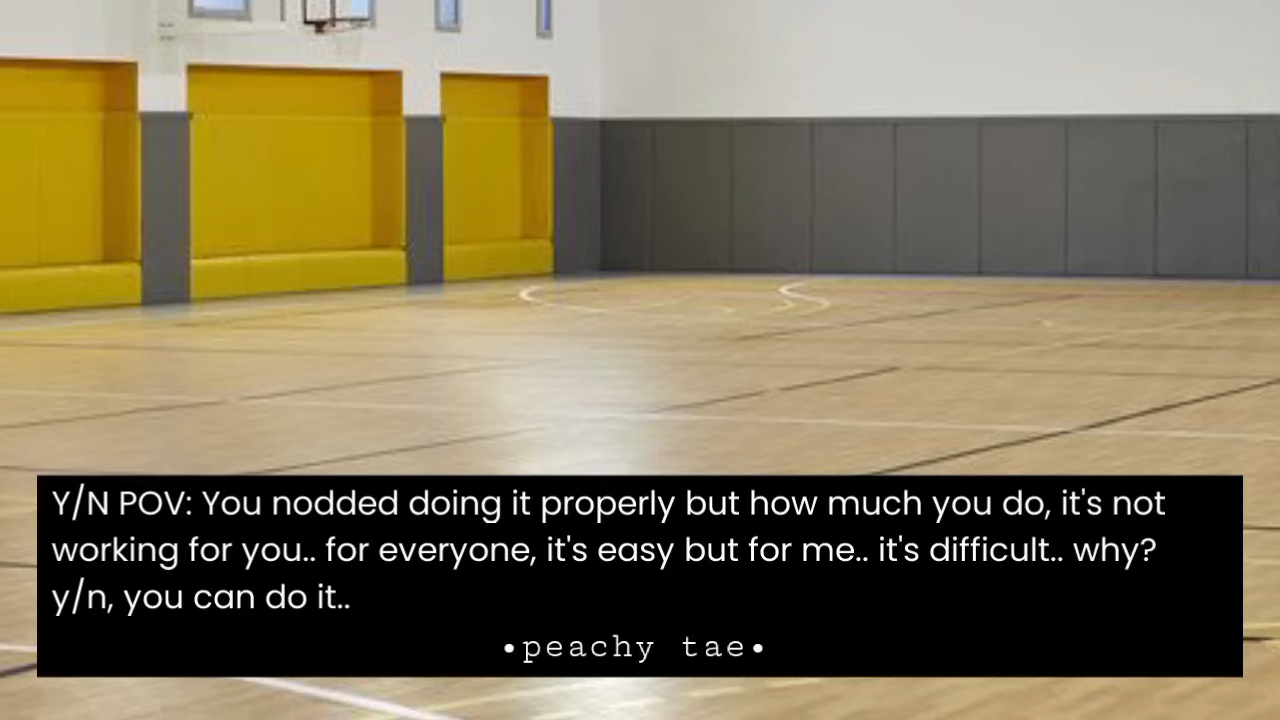 Y/N POV: You nodded doing it properly but how much you do, it's not
working for you.. for everyone, it's easy but for me.. it's difficult.. why?
y/n, you can do it..
•peachy tae•